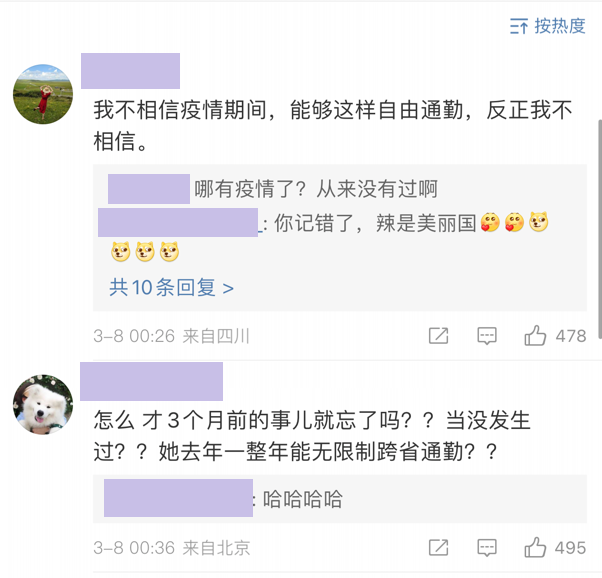 按热度
我不相信疫情期间，能够这样自由通勤，反正我不
相信。
哪有疫情了？从来没有过啊
: 你记错了，辣是美丽国
共10条回复 >
3-8 00:26 来自四川
478
怎么 才3个月前的事儿就忘了吗？？当没发生
过？？她去年一整年能无限制跨省通勤？？
: 哈哈哈哈
3-8 00:36 来自北京
495